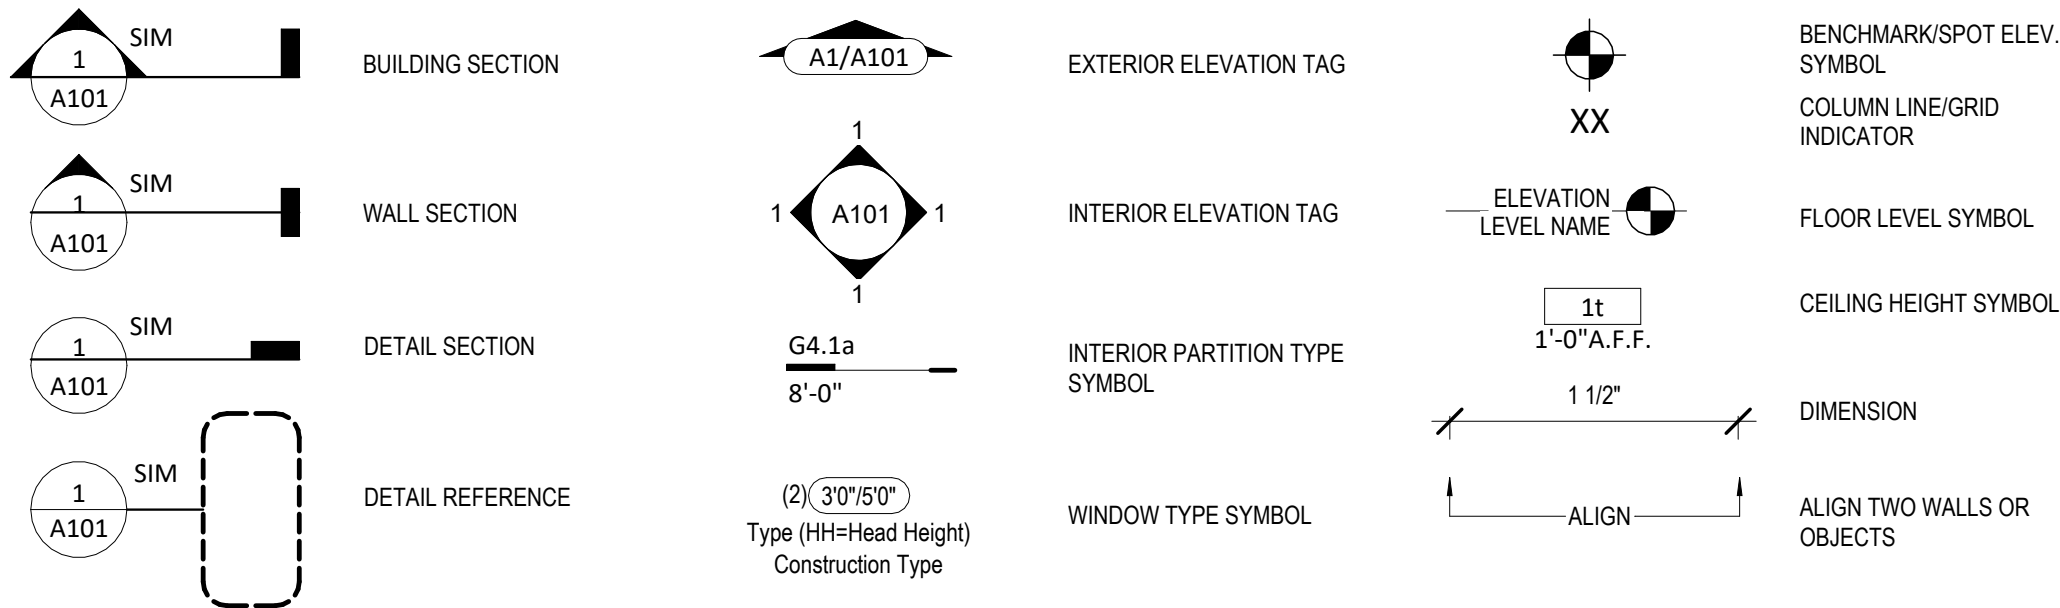 1
A101
SIM
BUILDING SECTION
1
A101
SIM
WALL SECTION
1
A101
SIM
DETAIL SECTION
1
A101
SIM
DETAIL REFERENCE
A1/A101
EXTERIOR ELEVATION TAG
1
1
A101
1
1
INTERIOR ELEVATION TAG
G4.1a
8'-0"
INTERIOR PARTITION TYPE
SYMBOL
(2) 3'0"/5'0"
Type (HH=Head Height)
Construction Type
WINDOW TYPE SYMBOL
BENCHMARK/SPOT ELEV.
SYMBOL
XX
COLUMN LINE/GRID
INDICATOR
ELEVATION
LEVEL NAME
FLOOR LEVEL SYMBOL
1t
1'-0"A.F.F.
CEILING HEIGHT SYMBOL
1 1/2"
DIMENSION
ALIGN
ALIGN TWO WALLS OR
OBJECTS